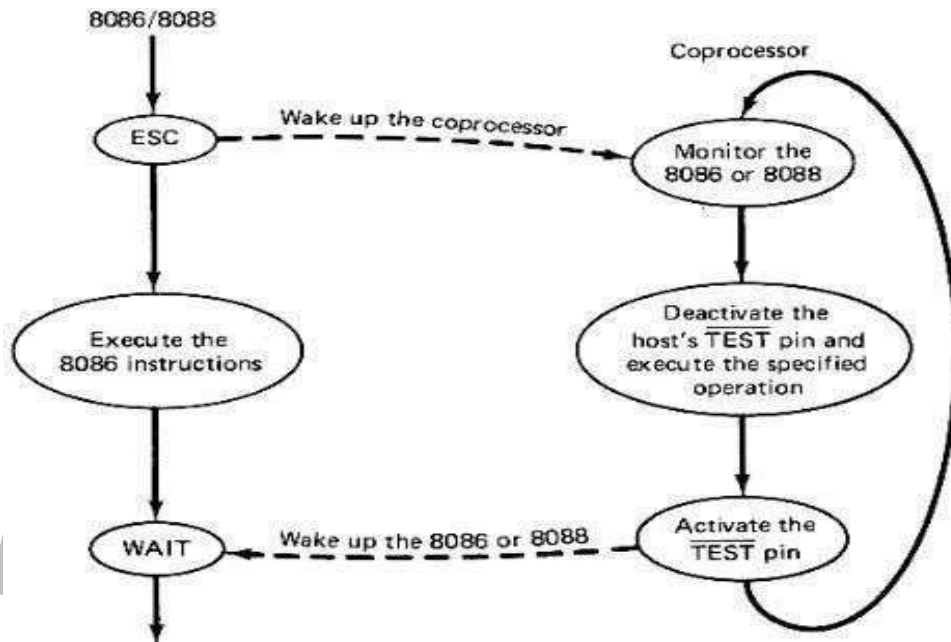 8086/8088
Coprocessor
ESC
Wake up the coprocessor
Monitor the
8086 or 8088
Execute the
8086 instructions
Deactivate the
host's TEST pin and
execute the specified
operation
WAIT
Wake up the 8086 or 8088
Activate the
TEST pin